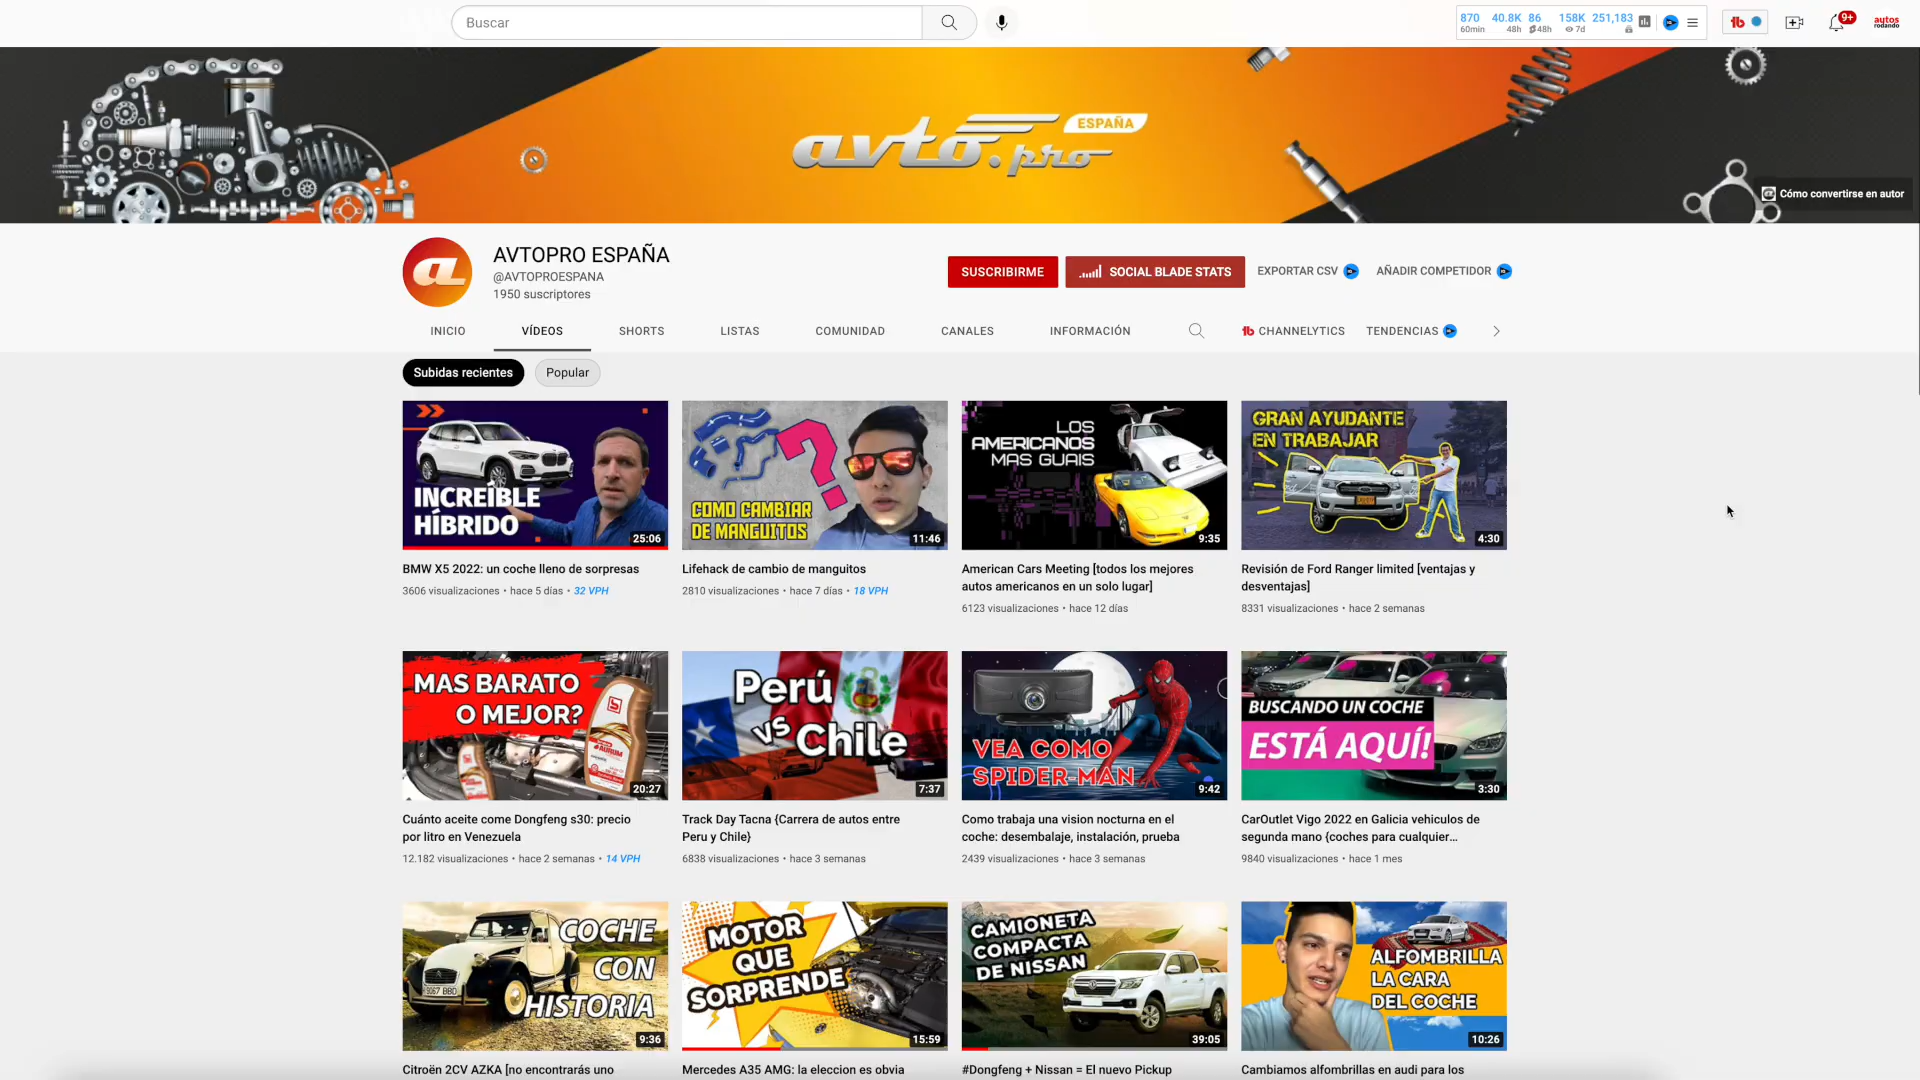 Buscar
870 40.8K 86 158K 251,183
60min 48h 48h 7d
9+
autos
rodando
avto.pro
ESPAÑA
Cómo convertirse en autor
AVTOPRO ESPAÑA
@AVTOPROESPANA
1950 suscriptores
SUSCRIBIRME
SOCIAL BLADE STATS
EXPORTAR CSV
AÑADIR COMPETIDOR
INICIO
VÍDEOS
SHORTS
LISTAS
COMUNIDAD
CANALES
INFORMACIÓN
CHANNELYTICS
TENDENCIAS
Subidas recientes
Popular
INCREÍBLE
HÍBRIDO
25:06
BMW X5 2022: un coche lleno de sorpresas
3606 visualizaciones • hace 5 días • 32 VPH
COMO CAMBIAR
DE MANGUITOS
11:46
Lifehack de cambio de manguitos
2810 visualizaciones • hace 7 días • 18 VPH
LOS
AMERICANOS
MAS GUAIS
9:35
American Cars Meeting [todos los mejores
autos americanos en un solo lugar]
6123 visualizaciones • hace 12 días
GRAN AYUDANTE
EN TRABAJAR
4:30
Revisión de Ford Ranger limited [ventajas y
desventajas]
8331 visualizaciones • hace 2 semanas
MAS BARATO
O MEJOR?
20:27
Cuánto aceite come Dongfeng s30: precio
por litro en Venezuela
12.182 visualizaciones • hace 2 semanas • 14 VPH
Perú
vs
Chile
7:37
Track Day Tacna {Carrera de autos entre
Peru y Chile}
6838 visualizaciones • hace 3 semanas
VEA COMO
SPIDER-MAN
9:42
Como trabaja una vision nocturna en el
coche: desembalaje, instalación, prueba
2439 visualizaciones • hace 3 semanas
BUSCANDO UN COCHE
ESTÁ AQUÍ!
3:30
CarOutlet Vigo 2022 en Galicia vehiculos de
segunda mano {coches para cualquier...
9840 visualizaciones • hace 1 mes
COCHE
CON
HISTORIA
9:36
Citroën 2CV AZKA [no encontrarás uno
MOTOR
QUE
SORPRENDE
15:59
Mercedes A35 AMG: la eleccion es obvia
CAMIONETA
COMPACTA
DE NISSAN
39:05
#Dongfeng + Nissan = El nuevo Pickup
ALFOMBRILLA
LA CARA
DEL COCHE
10:26
Cambiamos alfombrillas en audi para los